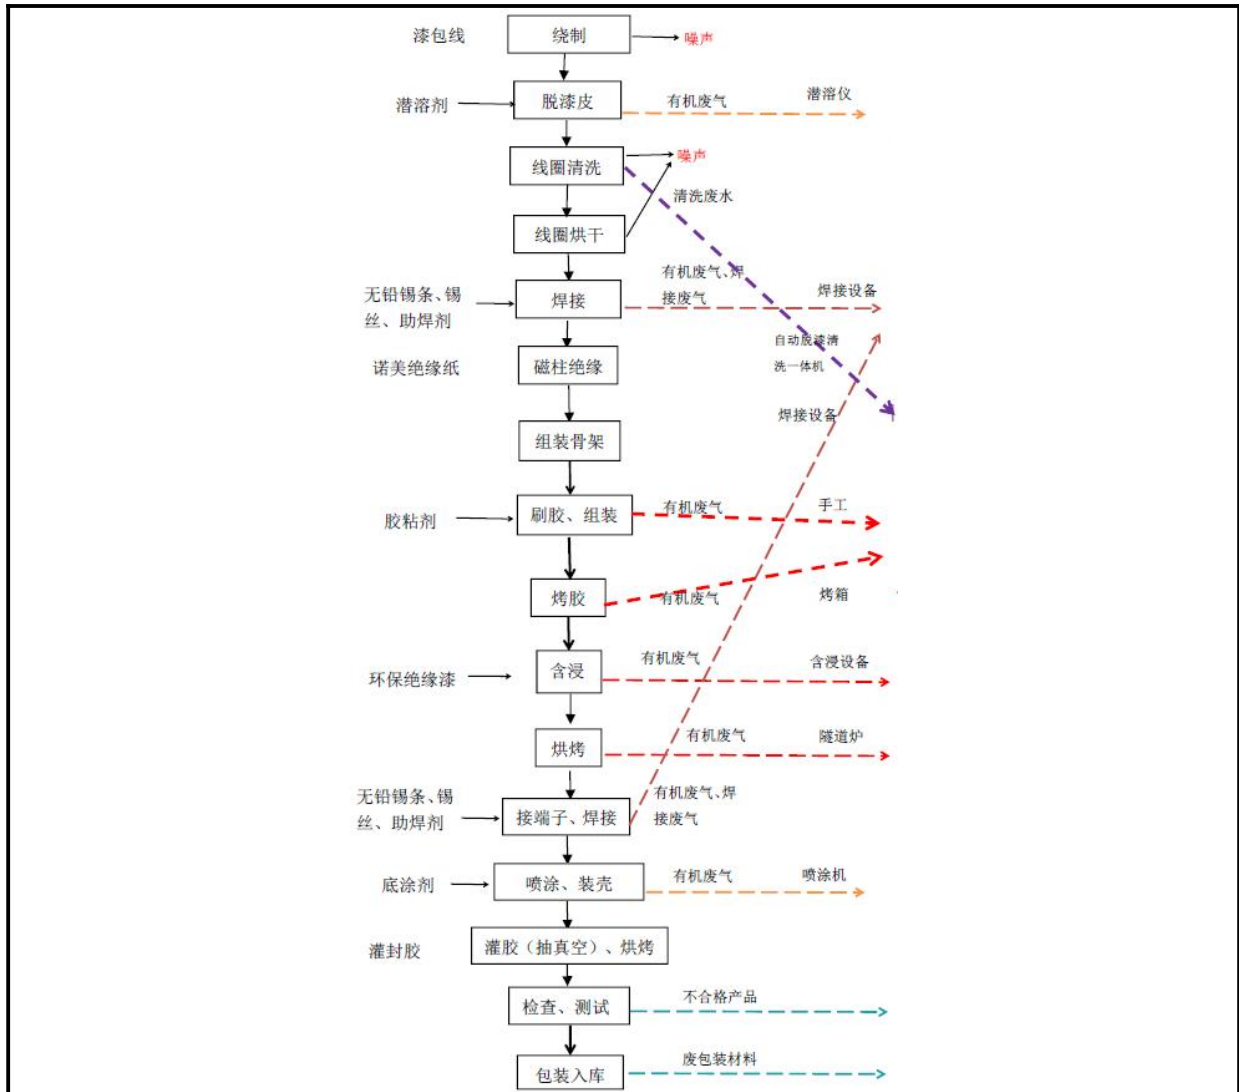 漆包线
绕制
噪声
潜溶剂
脱漆皮
有机废气
潜溶仪
线圈清洗
噪声
清洗废水
线圈烘干
无铅锡条、锡
丝、助焊剂
焊接
有机废气、焊
接废气
焊接设备
自动脱漆清
洗一体机
诺美绝缘纸
磁柱绝缘
焊接设备
组装骨架
胶粘剂
刷胶、组装
有机废气
手工
烤胶
有机废气
烤箱
环保绝缘漆
含浸
有机废气
含浸设备
烘烤
有机废气
隧道炉
无铅锡条、锡
丝、助焊剂
接端子、焊接
有机废气、焊
接废气
底涂剂
喷涂、装壳
有机废气
喷涂机
灌封胶
灌胶（抽真空）、烘烤
检查、测试
不合格产品
包装入库
废包装材料